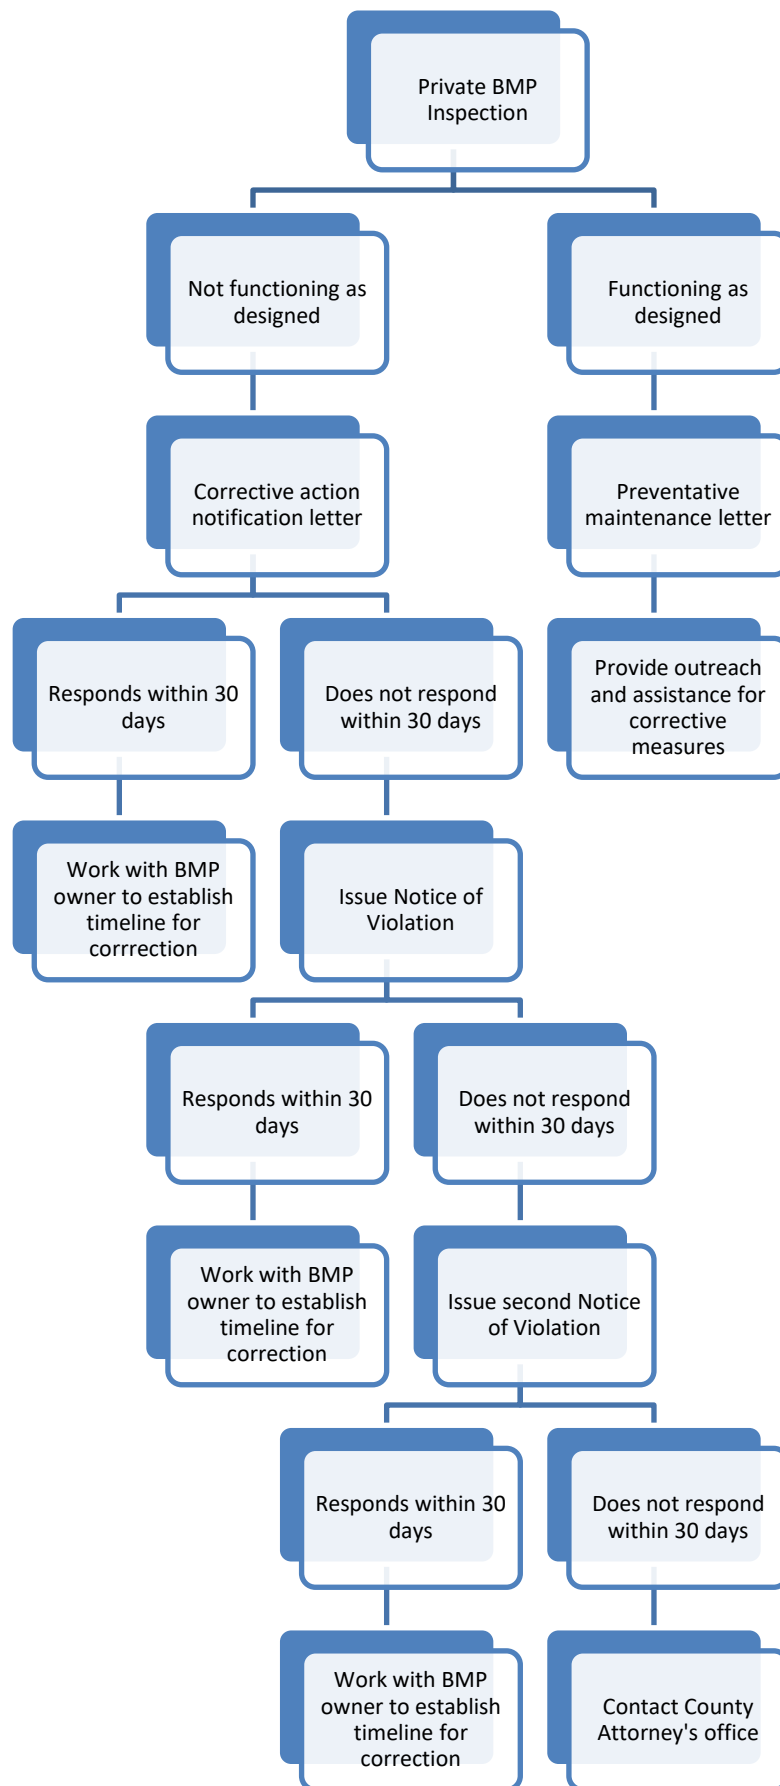 Private BMP
Inspection
Not functioning as
designed
Functioning as
designed
Corrective action
notification letter
Preventative
maintenance letter
Responds within 30
days
Does not respond
within 30 days
Provide outreach
and assistance for
corrective
measures
Work with BMP
owner to establish
timeline for
corrrection
Issue Notice of
Violation
Responds within 30
days
Does not respond
within 30 days
Work with BMP
owner to establish
timeline for
correction
Issue second Notice
of Violation
Responds within 30
days
Does not respond
within 30 days
Work with BMP
owner to establish
timeline for
correction
Contact County
Attorney's office